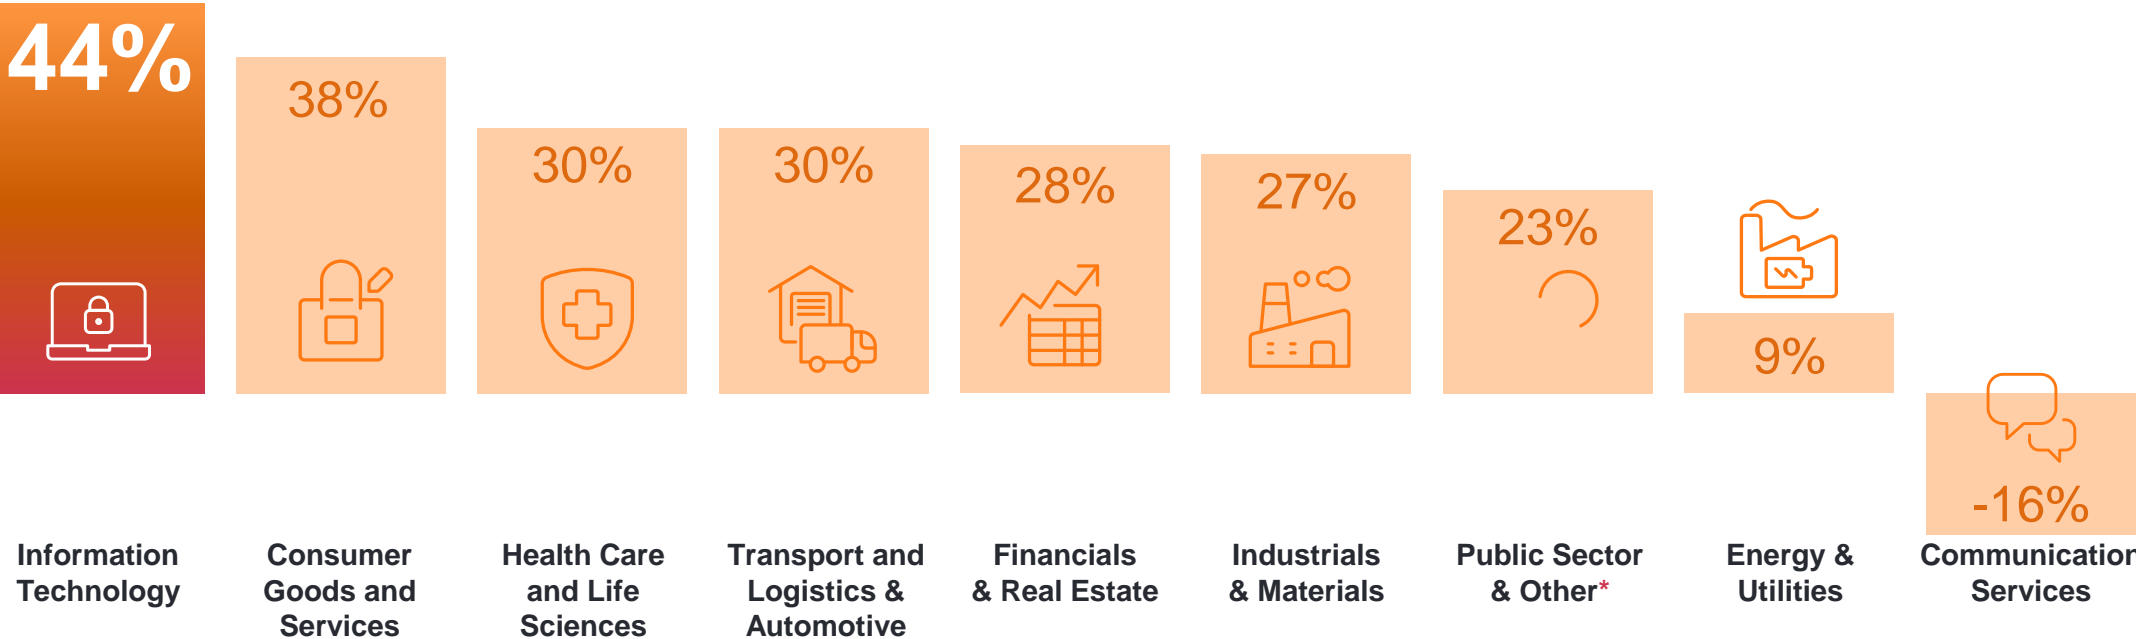 44%
38%
30%
30%
28%
27%
23%
9%
-16%
Information
Technology
Consumer
Goods and
Services
Health Care
and Life
Sciences
Transport and
Logistics &
Automotive
Financials
& Real Estate
Industrials
& Materials
Public Sector
& Other*
Energy &
Utilities
Communication
Services